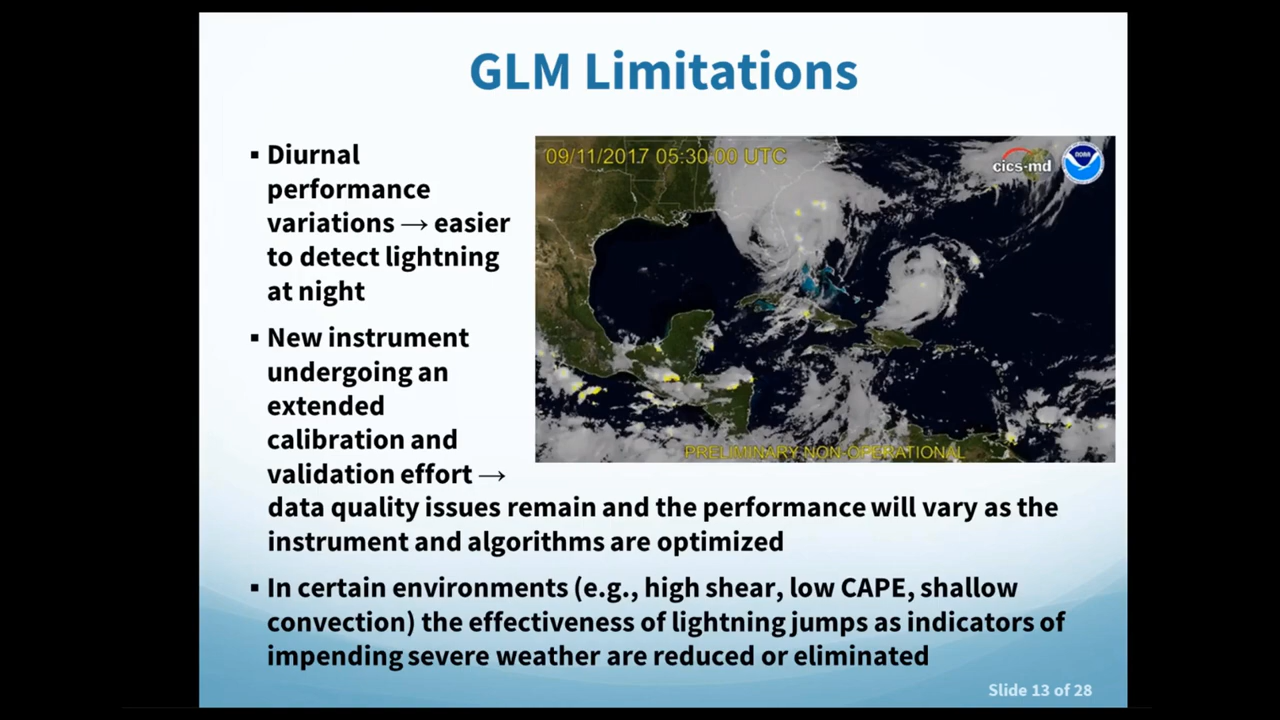 GLM Limitations
▪ Diurnal
performance
variations → easier
to detect lightning
at night
▪ New instrument
undergoing an
extended
calibration and
validation effort →
data quality issues remain and the performance will vary as the
instrument and algorithms are optimized
▪ In certain environments (e.g., high shear, low CAPE, shallow
convection) the effectiveness of lightning jumps as indicators of
impending severe weather are reduced or eliminated
09/11/2017 05:30:00 UTC
cics-md
NOAA
PRELIMINARY NON-OPERATIONAL
Slide 13 of 28